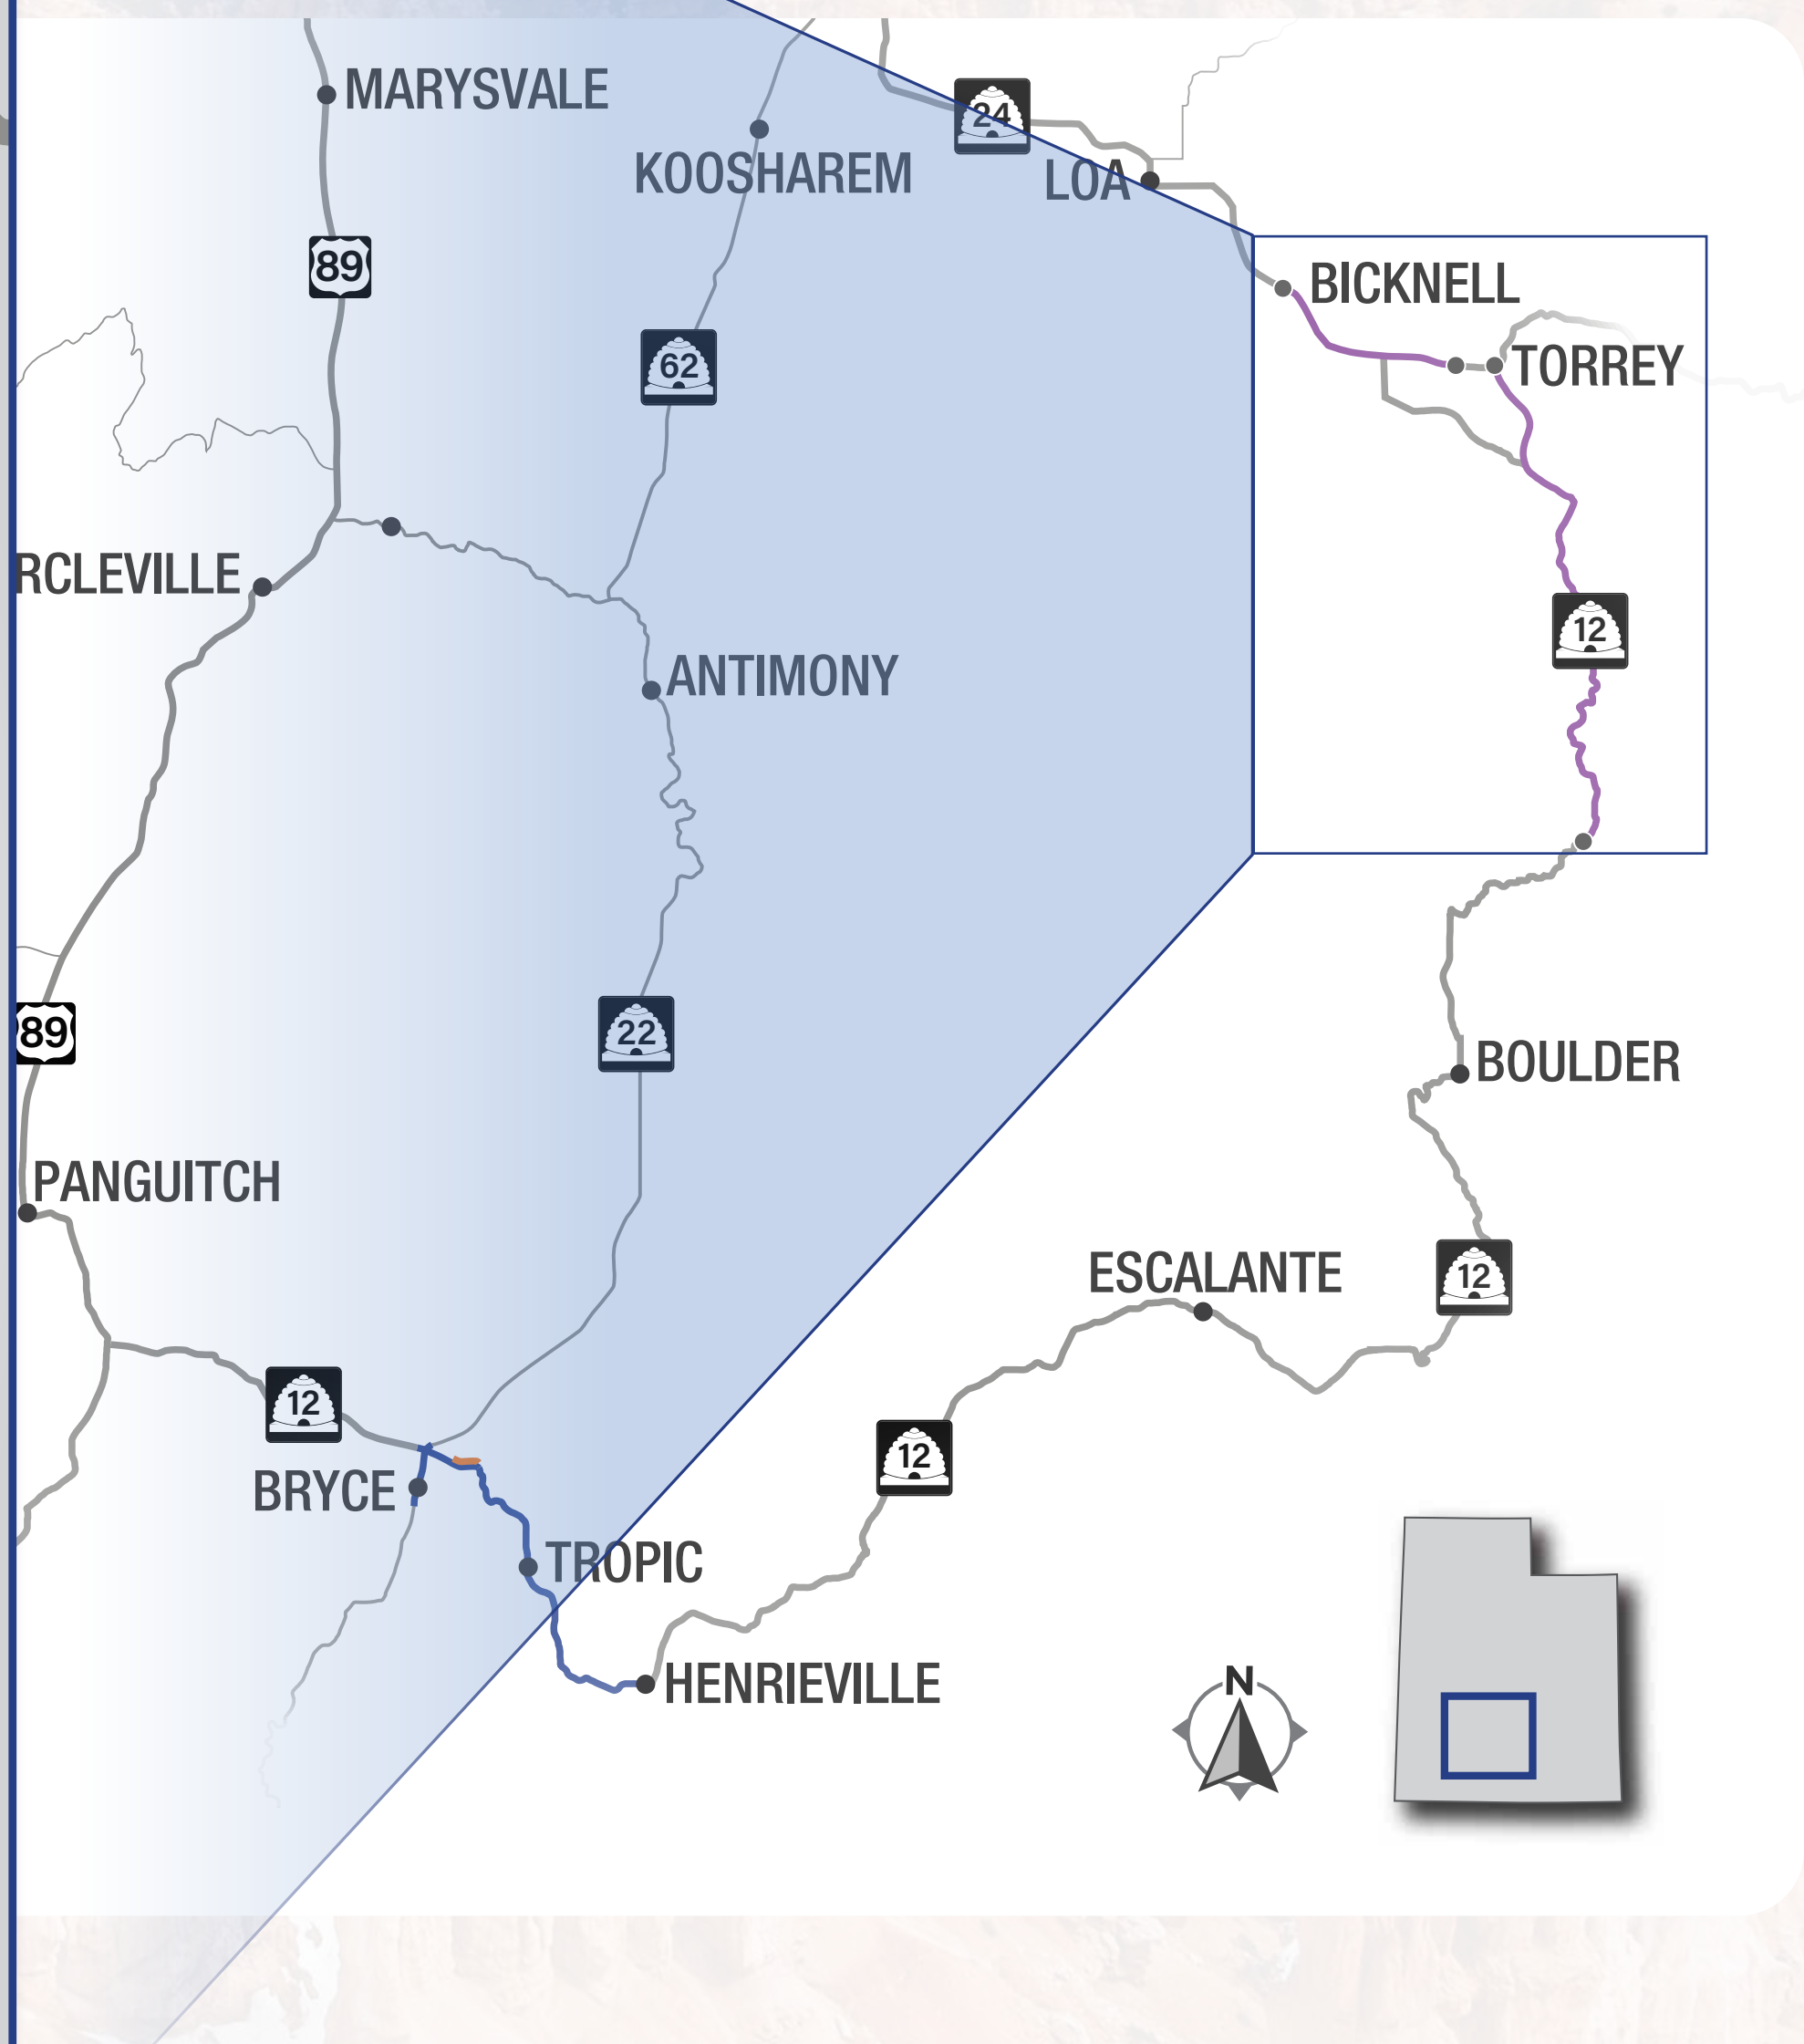 MARYSVALE
24
KOOSHAREM
LOA
89
BICKNELL
62
TORREY
RCLEVILLE
12
ANTIMONY
89
22
BOULDER
PANGUITCH
ESCALANTE
12
12
12
BRYCE
TROPIC
HENRIEVILLE
N